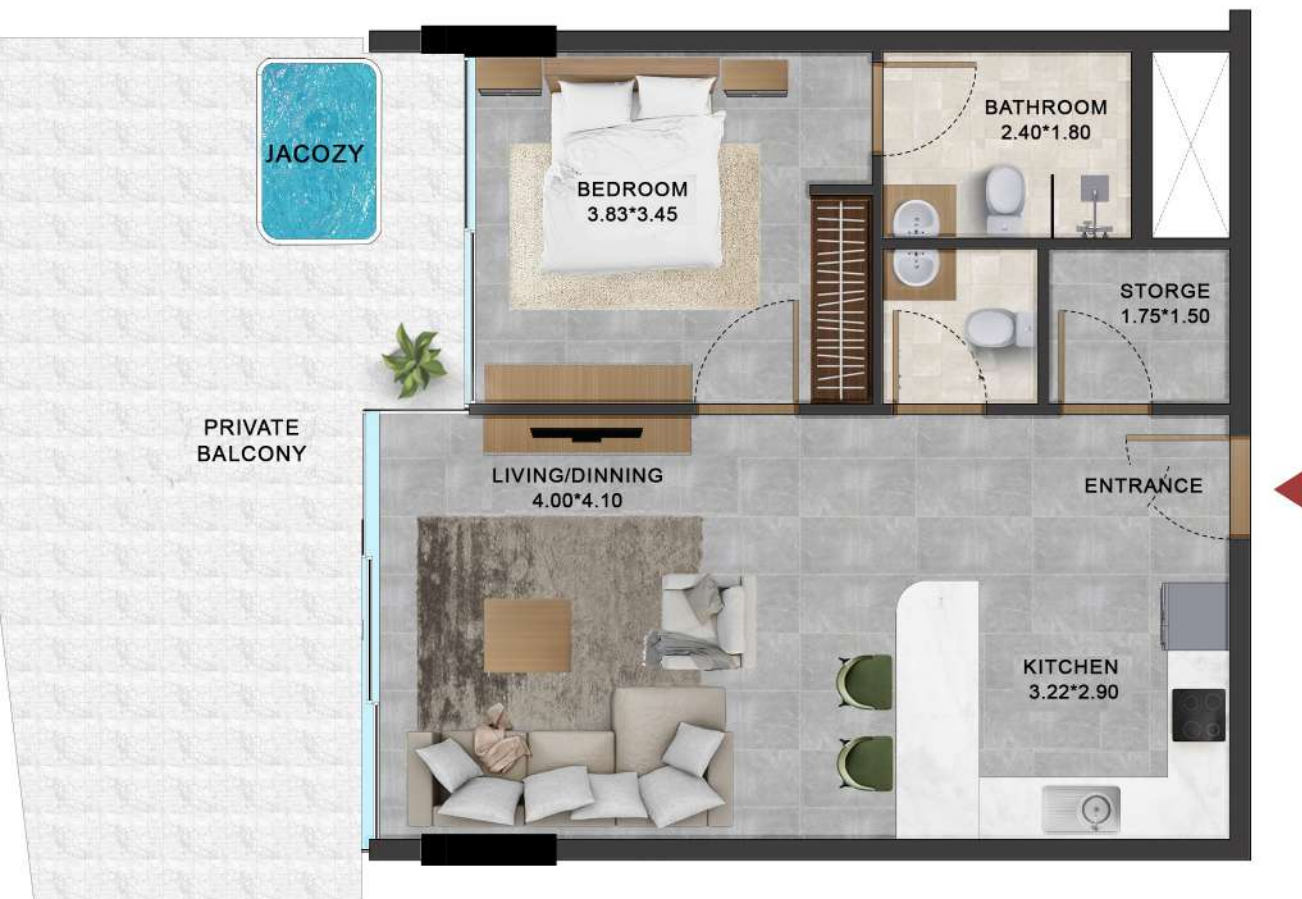 JACOZY
BEDROOM
3.83*3.45
BATHROOM
2.40*1.80
STORGE
1.75*1.50
PRIVATE
BALCONY
LIVING/DINNING
4.00*4.10
ENTRANCE
KITCHEN
3.22*2.90